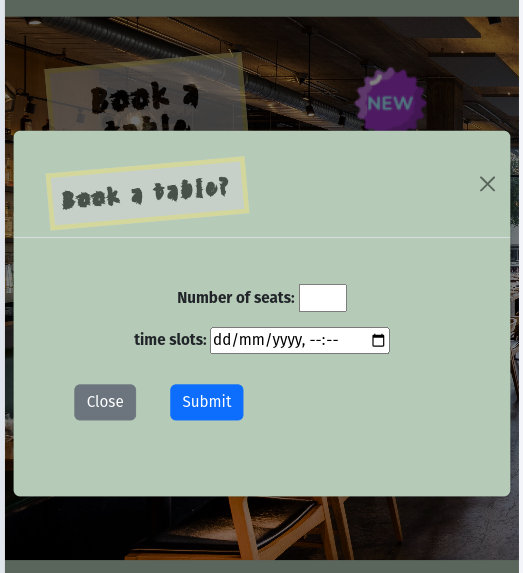 Book a
table
NEW
Book a table?
Number of seats:
time slots: dd/mm/yyyy, --:--
Close
Submit